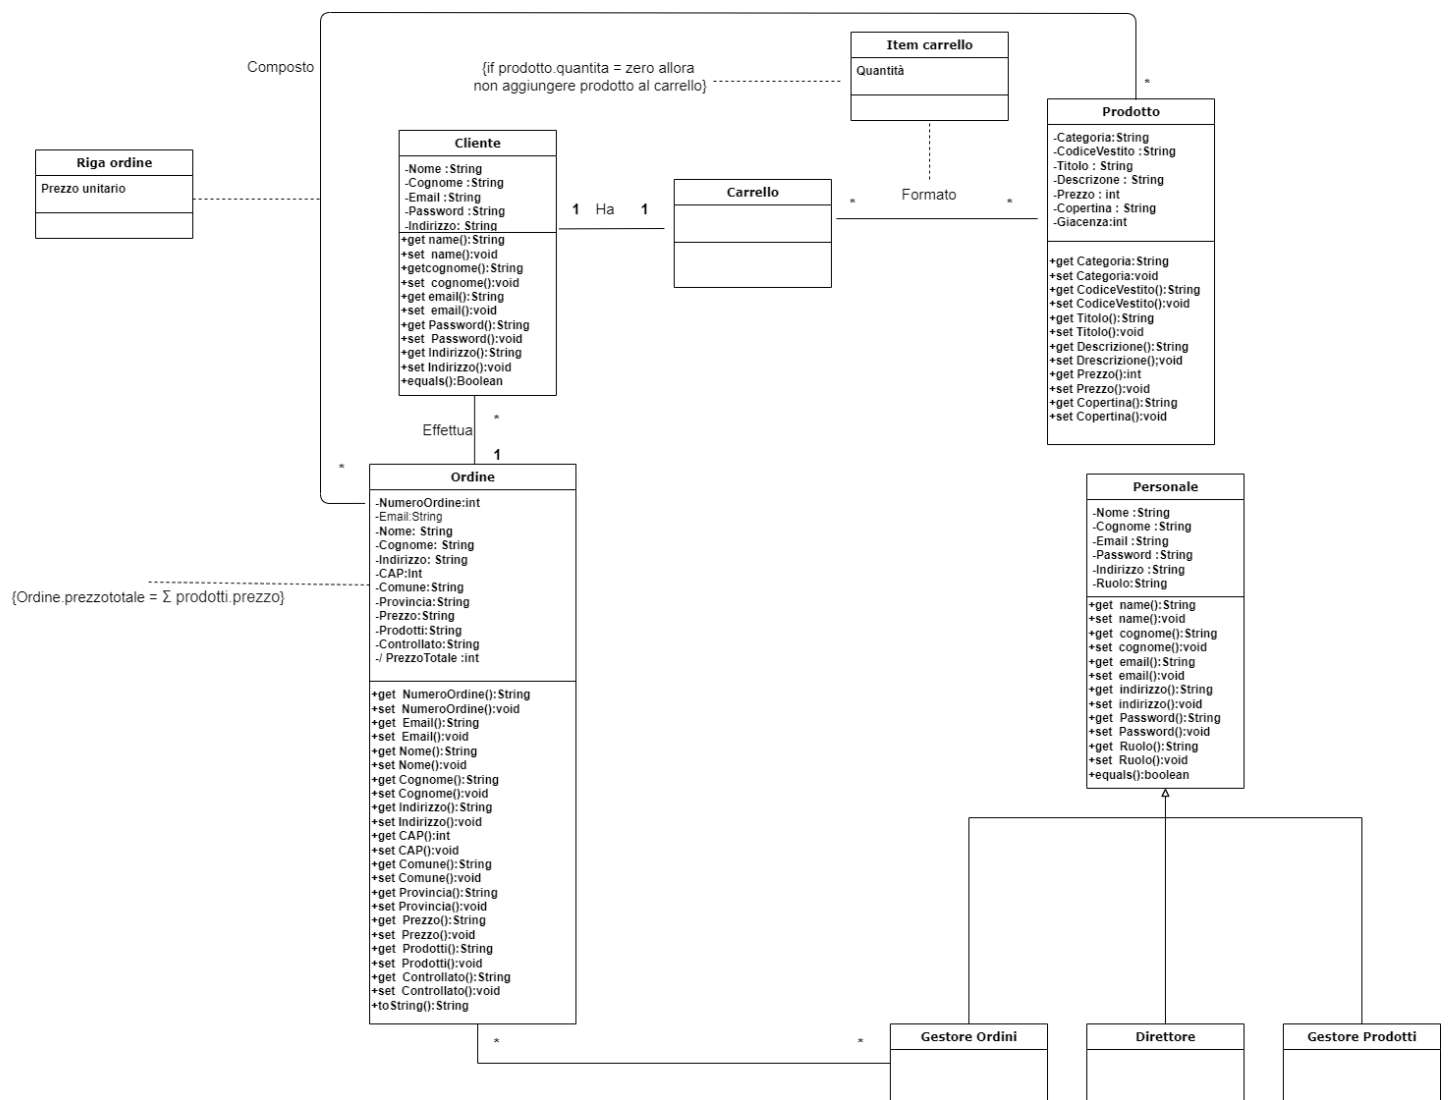 Composto
{if prodotto.quantita = zero allora
non aggiungere prodotto al carrello}
Item carrello
Quantità
*
Prodotto
-Categoria:String
-CodiceVestito :String
-Titolo : String
-Descrizone : String
-Prezzo : int
-Copertina : String
-Giacenza:int
+get Categoria:String
+set Categoria:void
+get CodiceVestito():String
+set CodiceVestito():void
+get Titolo():String
+set Titolo():void
+get Descrizione():String
+set Drescrizione();void
+get Prezzo():int
+set Prezzo():void
+get Copertina():String
+set Copertina():void
Riga ordine
Prezzo unitario
Cliente
-Nome :String
-Cognome :String
-Email :String
-Password :String
-Indirizzo: String
+get name():String
+set name():void
+getcognome():String
+set cognome():void
+get email():String
+set email():void
+get Password():String
+set Password():void
+get Indirizzo():String
+set Indirizzo():void
+equals():Boolean
1 Ha 1
Carrello
* Formato *
*
Effettua
1
*
Ordine
-NumeroOrdine:int
-Email:String
-Nome: String
-Cognome: String
-Indirizzo: String
-CAP:Int
-Comune:String
-Provincia:String
-Prezzo:String
-Prodotti:String
-Controllato:String
-/ PrezzoTotale :int
+get NumeroOrdine():String
+set NumeroOrdine():void
+get Email():String
+set Email():void
+get Nome():String
+set Nome():void
+get Cognome():String
+set Cognome():void
+get Indirizzo():String
+set Indirizzo():void
+get CAP():int
+set CAP():void
+get Comune():String
+set Comune():void
+get Provincia():String
+set Provincia():void
+get Prezzo():String
+set Prezzo():void
+get Prodotti():String
+set Prodotti():void
+get Controllato():String
+set Controllato():void
+toString():String
{Ordine.prezzototale = Σ prodotti.prezzo}
Personale
-Nome :String
-Cognome :String
-Email :String
-Password :String
-Indirizzo :String
-Ruolo:String
+get name():String
+set name():void
+get cognome():String
+set cognome():void
+get email():String
+set email():void
+get indirizzo():String
+set indirizzo():void
+get Password():String
+set Password():void
+get Ruolo():String
+set Ruolo():void
+equals():boolean
* *
Gestore Ordini
Direttore
Gestore Prodotti